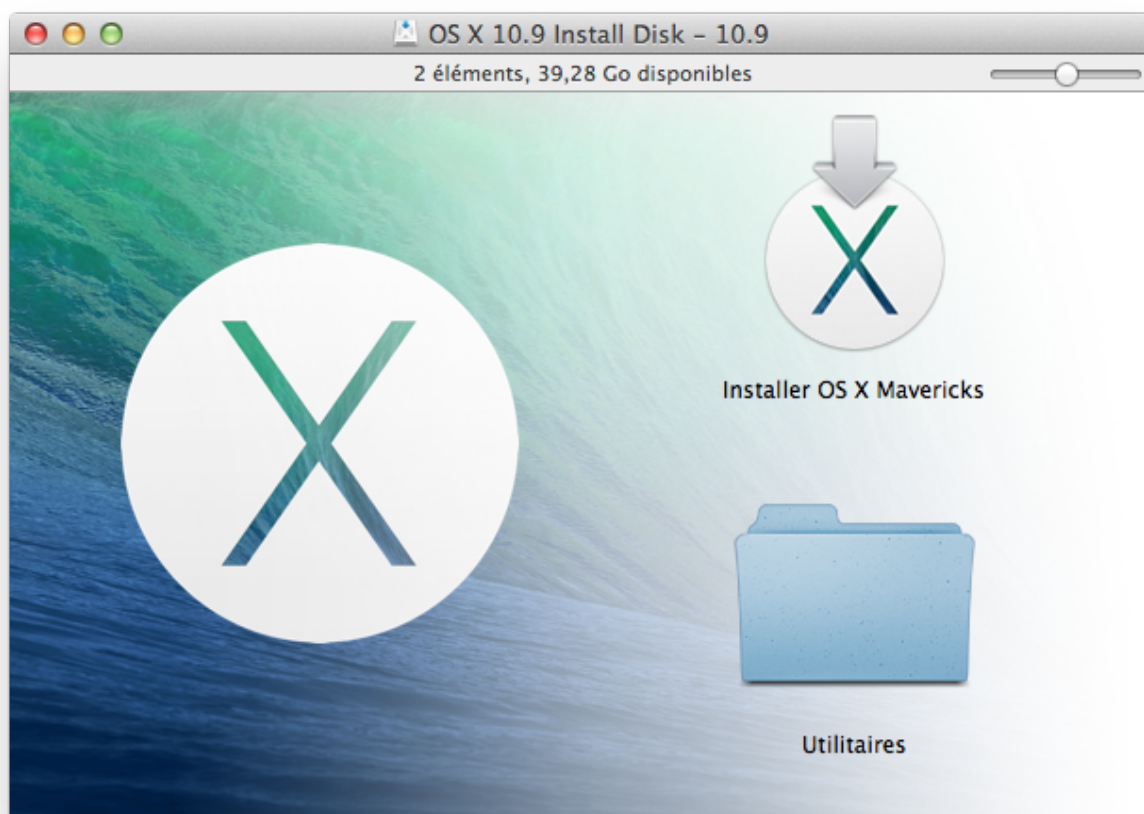 OS X 10.9 Install Disk – 10.9
2 éléments, 39,28 Go disponibles
X
X
Installer OS X Mavericks
Utilitaires